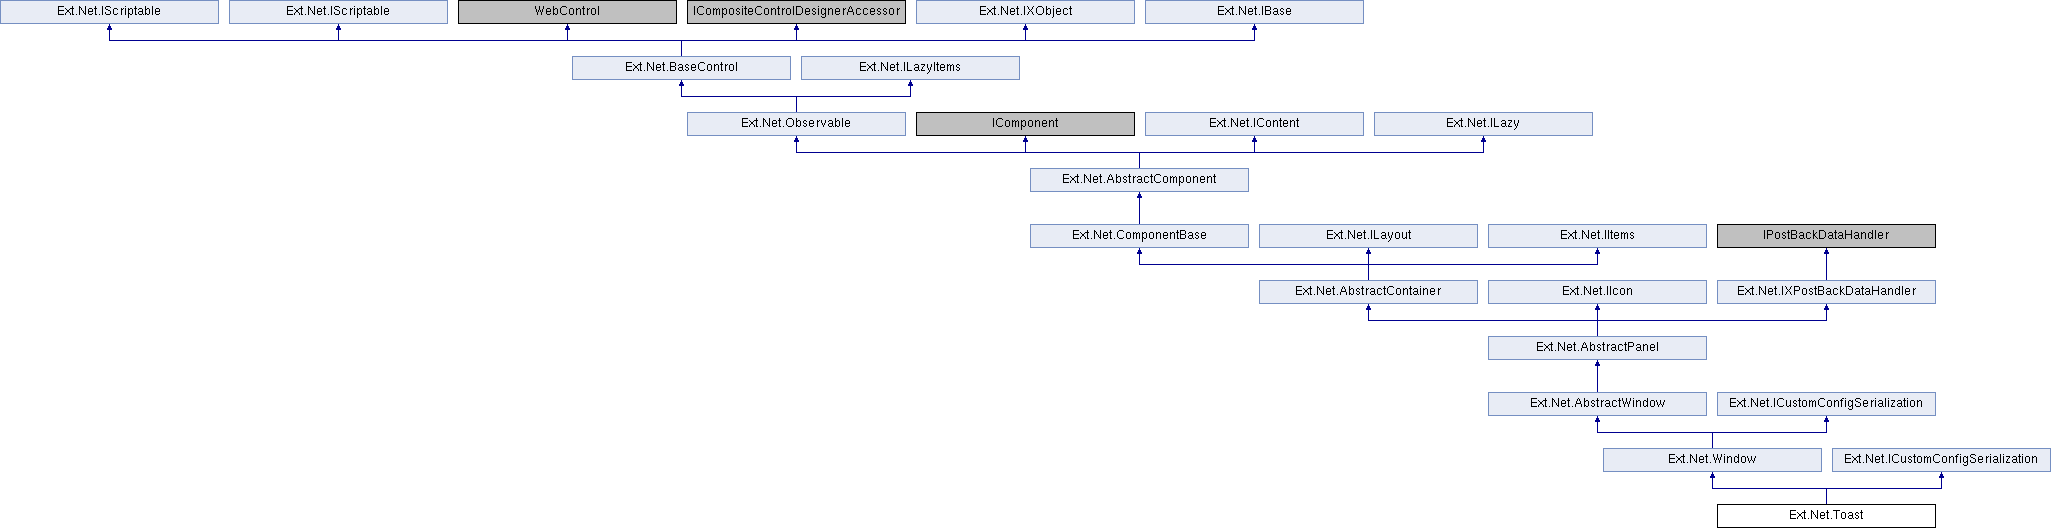 Ext.Net.IScriptable
Ext.Net.IScriptable
WebControl
ICompositeControlDesignerAccessor
Ext.Net.IXObject
Ext.Net.IBase
Ext.Net.BaseControl
Ext.Net.ILazyItems
Ext.Net.Observable
IComponent
Ext.Net.IContent
Ext.Net.ILazy
Ext.Net.AbstractComponent
Ext.Net.ComponentBase
Ext.Net.ILayout
Ext.Net.IItems
IPostBackDataHandler
Ext.Net.AbstractContainer
Ext.Net.IIcon
Ext.Net.IXPostBackDataHandler
Ext.Net.AbstractPanel
Ext.Net.AbstractWindow
Ext.Net.ICustomConfigSerialization
Ext.Net.Window
Ext.Net.ICustomConfigSerialization
Ext.Net.Toast